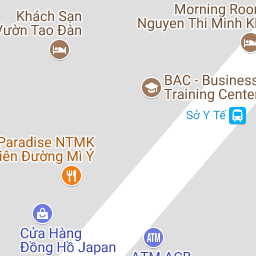 Khách Sạn
Vườn Tao Đàn
Morning Room
Nguyen Thi Minh K
BAC - Business
Training Center
Sở Y Tế
Paradise NTMK
iên Đường Mì Ý
Cửa Hàng
Đồng Hồ Japan
ATM
ATM ACB